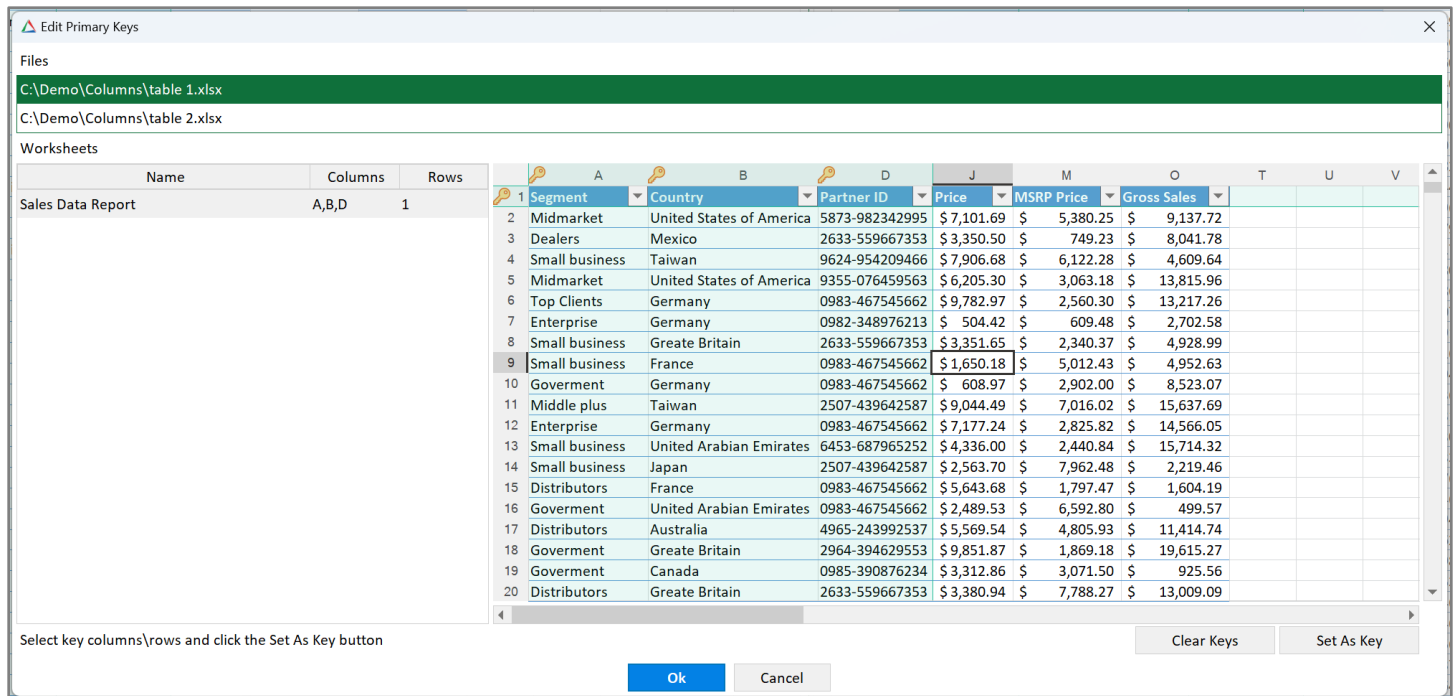 Edit Primary Keys
Files
C:\Demo\Columns\table 1.xlsx
C:\Demo\Columns\table 2.xlsx
Worksheets
Name Columns Rows
Sales Data Report A,B,D 1
A B D J M O T U V
1 Segment Country Partner ID Price MSRP Price Gross Sales
2 Midmarket United States of America 5873-982342995 $ 7,101.69 $ 5,380.25 $ 9,137.72
3 Dealers Mexico 2633-559667353 $ 3,350.50 $ 749.23 $ 8,041.78
4 Small business Taiwan 9624-954209466 $ 7,906.68 $ 6,122.28 $ 4,609.64
5 Midmarket United States of America 9355-076459563 $ 6,205.30 $ 3,063.18 $ 13,815.96
6 Top Clients Germany 0983-467545662 $ 9,782.97 $ 2,560.30 $ 13,217.26
7 Enterprise Germany 0982-348976213 $ 504.42 $ 609.48 $ 2,702.58
8 Small business Greate Britain 2633-559667353 $ 3,351.65 $ 2,340.37 $ 4,928.99
9 Small business France 0983-467545662 $ 1,650.18 $ 5,012.43 $ 4,952.63
10 Goverment Germany 0983-467545662 $ 608.97 $ 2,902.00 $ 8,523.07
11 Middle plus Taiwan 2507-439642587 $ 9,044.49 $ 7,016.02 $ 15,637.69
12 Enterprise Germany 0983-467545662 $ 7,177.24 $ 2,825.82 $ 14,566.05
13 Small business United Arabian Emirates 6453-687965252 $ 4,336.00 $ 2,440.84 $ 15,714.32
14 Small business Japan 2507-439642587 $ 2,563.70 $ 7,962.48 $ 2,219.46
15 Distributors France 0983-467545662 $ 5,643.68 $ 1,797.47 $ 1,604.19
16 Goverment United Arabian Emirates 0983-467545662 $ 2,489.53 $ 6,592.80 $ 499.57
17 Distributors Australia 4965-243992537 $ 5,569.54 $ 4,805.93 $ 11,414.74
18 Goverment Greate Britain 2964-394629553 $ 9,851.87 $ 1,869.18 $ 19,615.27
19 Goverment Canada 0985-390876234 $ 3,312.86 $ 3,071.50 $ 925.56
20 Distributors Greate Britain 2633-559667353 $ 3,380.94 $ 7,788.27 $ 13,009.09
Select key columns\rows and click the Set As Key button
Clear Keys Set As Key
Ok Cancel